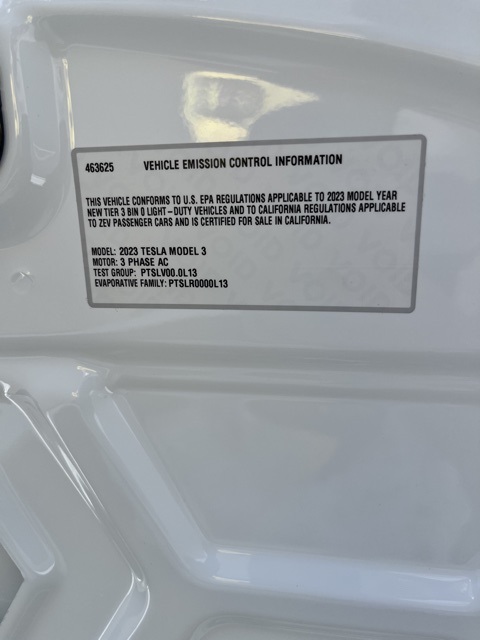 463625 VEHICLE EMISSION CONTROL INFORMATION
THIS VEHICLE CONFORMS TO U.S. EPA REGULATIONS APPLICABLE TO 2023 MODEL YEAR
NEW TIER 3 BIN 0 LIGHT-DUTY VEHICLES AND TO CALIFORNIA REGULATIONS APPLICABLE
TO ZEV PASSENGER CARS AND IS CERTIFIED FOR SALE IN CALIFORNIA.
MODEL: 2023 TESLA MODEL 3
MOTOR: 3 PHASE AC
TEST GROUP: PTSLV00.0L13
EVAPORATIVE FAMILY: PTSLR0000L13